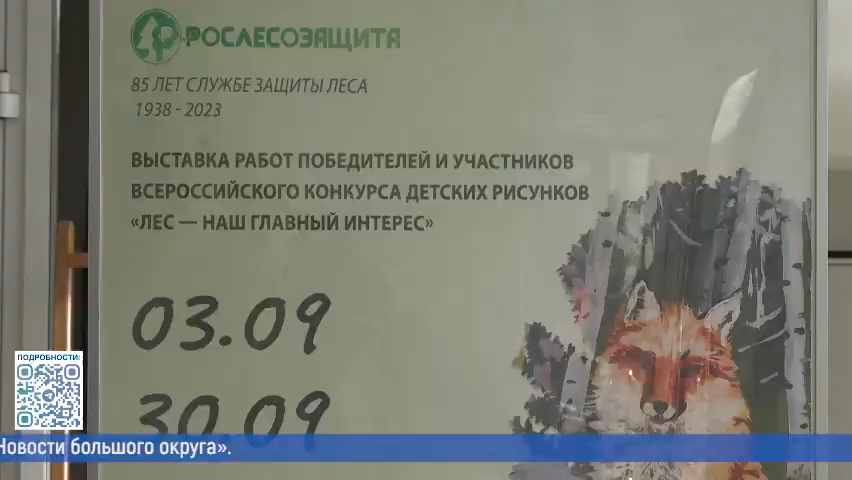 РОСЛЕСОЗАЩИТА
85 ЛЕТ СЛУЖБЕ ЗАЩИТЫ ЛЕСА
1938 - 2023
ВЫСТАВКА РАБОТ ПОБЕДИТЕЛЕЙ И УЧАСТНИКОВ
ВСЕРОССИЙСКОГО КОНКУРСА ДЕТСКИХ РИСУНКОВ
«ЛЕС — НАШ ГЛАВНЫЙ ИНТЕРЕС»
03.09
30.09
ПОДРОБНОСТИ:
Новости большого округа».